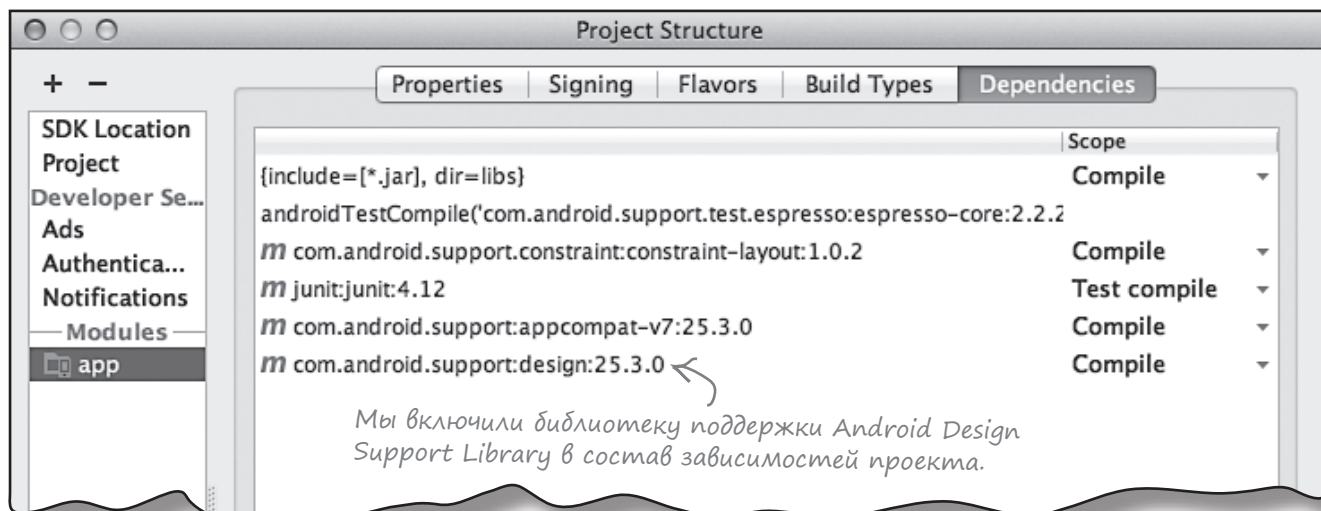 Project Structure
+ −
Properties
Signing
Flavors
Build Types
Dependencies
SDK Location
Project
Developer Se...
Ads
Authentica...
Notifications
Modules
app
Scope
{include=[*.jar], dir=libs}
Compile
androidTestCompile('com.android.support.test.espresso:espresso-core:2.2.2
m com.android.support.constraint:constraint-layout:1.0.2
Compile
m junit:junit:4.12
Test compile
m com.android.support:appcompat-v7:25.3.0
Compile
m com.android.support:design:25.3.0
Compile
Мы включили библиотеку поддержки Android Design
Support Library в состав зависимостей проекта.